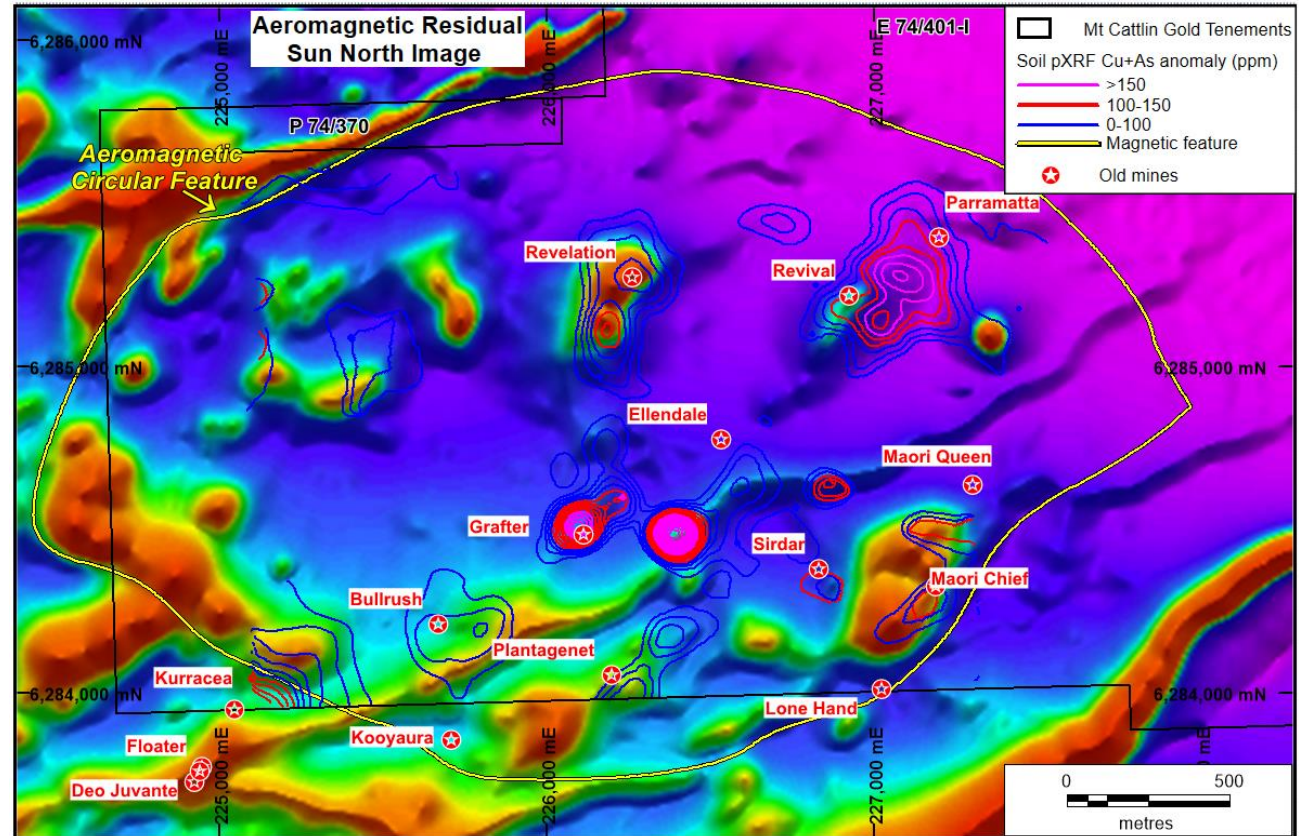 Aeromagnetic Residual
Sun North Image
E 74/401-I
Mt Cattlin Gold Tenements
Soil pXRF Cu+As anomaly (ppm)
>150
100-150
0-100
Magnetic feature
Old mines
6,286,000 mN
225,000 mE
226,000 mE
227,000 mE
P 74/370
Aeromagnetic
Circular Feature
Parramatta
Revelation
Revival
6,285,000 mN
6,285,000 mN
Ellendale
Maori Queen
Grafter
Sirdar
Maori Chief
Bullrush
Plantagenet
Kurracea
6,284,000 mN
6,284,000 mN
Lone Hand
Floater
Kooyaura
Deo Juvante
225,000 mE
226,000 mE
227,000 mE
mE
0 500
metres